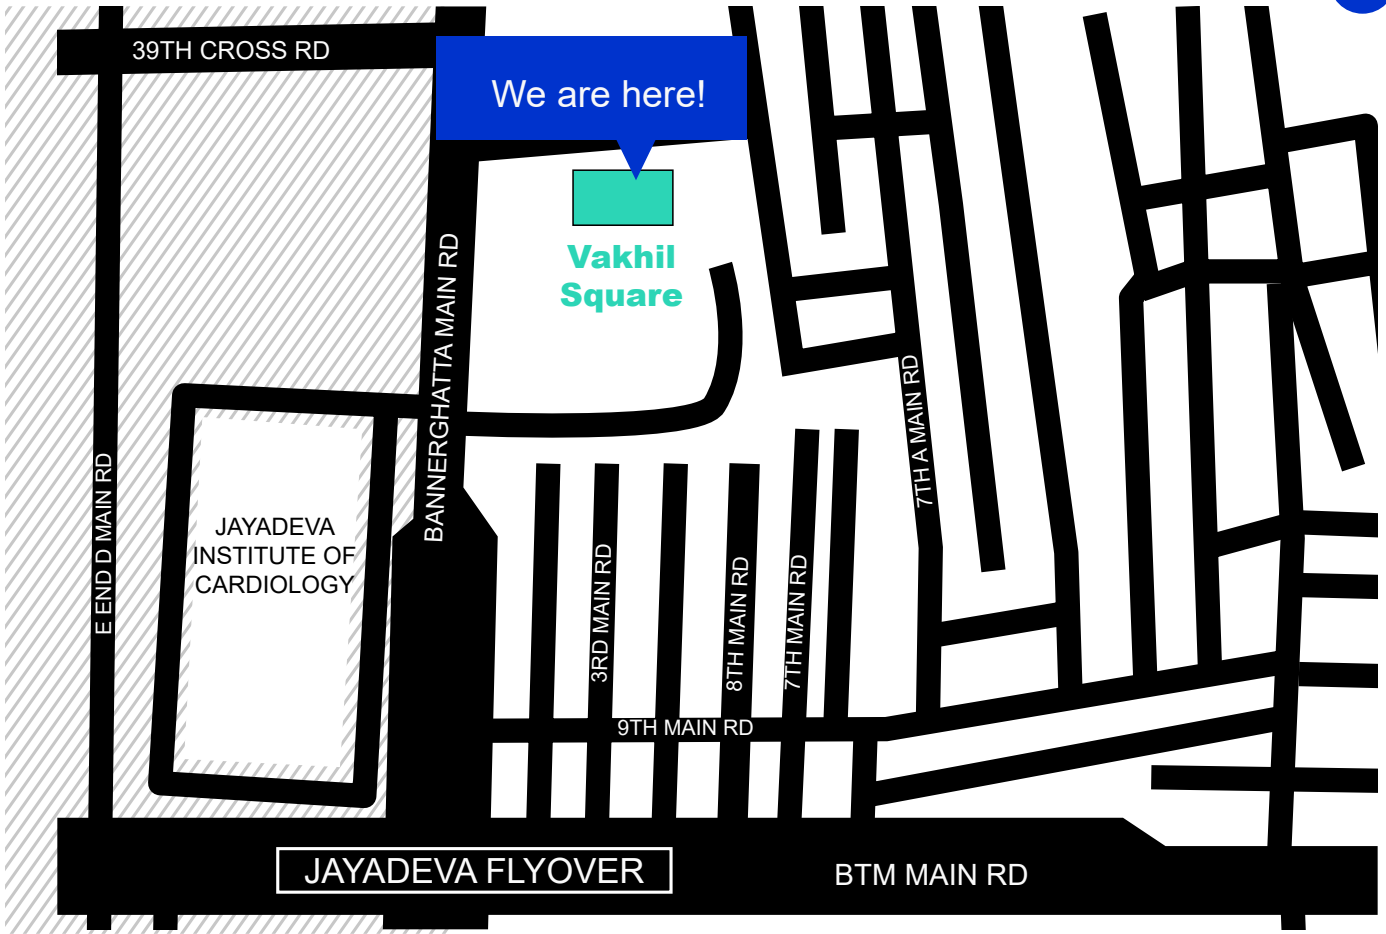 39TH CROSS RD
We are here!
Vakhil
Square
BANNERGHATTA MAIN RD
7TH A MAIN RD
E END D MAIN RD
JAYADEVA
INSTITUTE OF
CARDIOLOGY
3RD MAIN RD
8TH MAIN RD
7TH MAIN RD
9TH MAIN RD
JAYADEVA FLYOVER
BTM MAIN RD